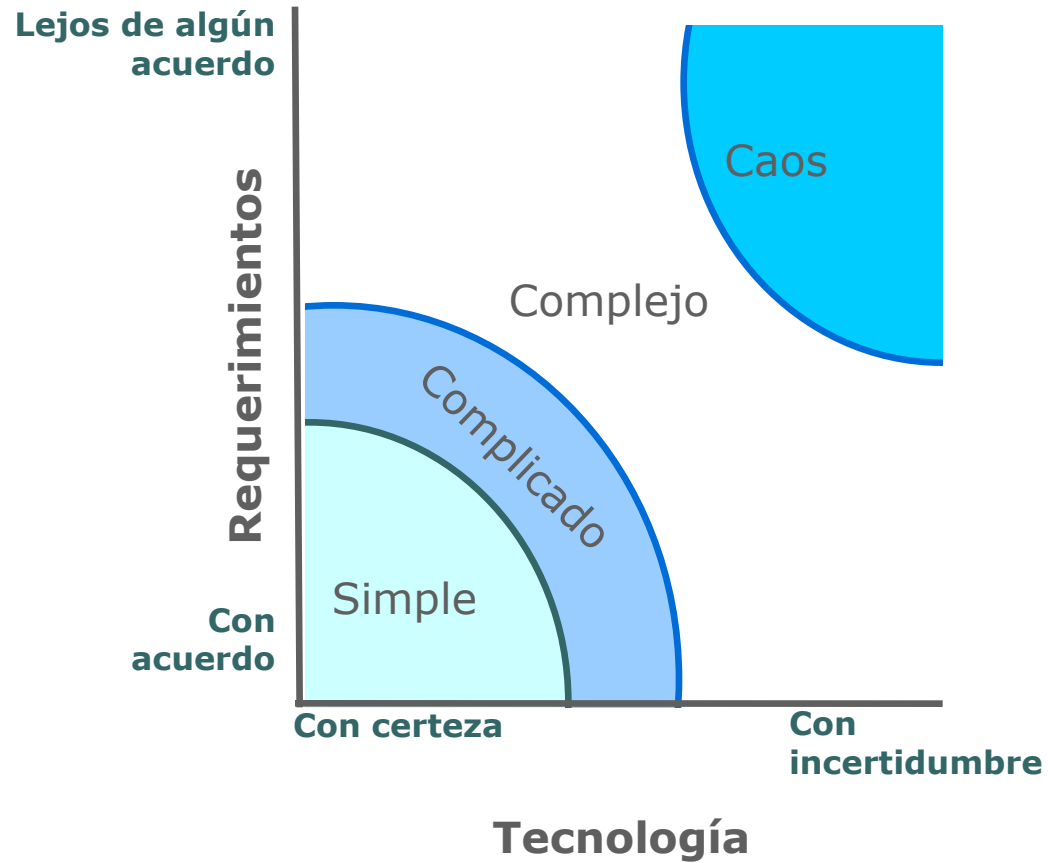 Lejos de algún
acuerdo
Requerimientos
Caos
Complejo
Complicado
Simple
Con
acuerdo
Con certeza
Con
incertidumbre
Tecnología